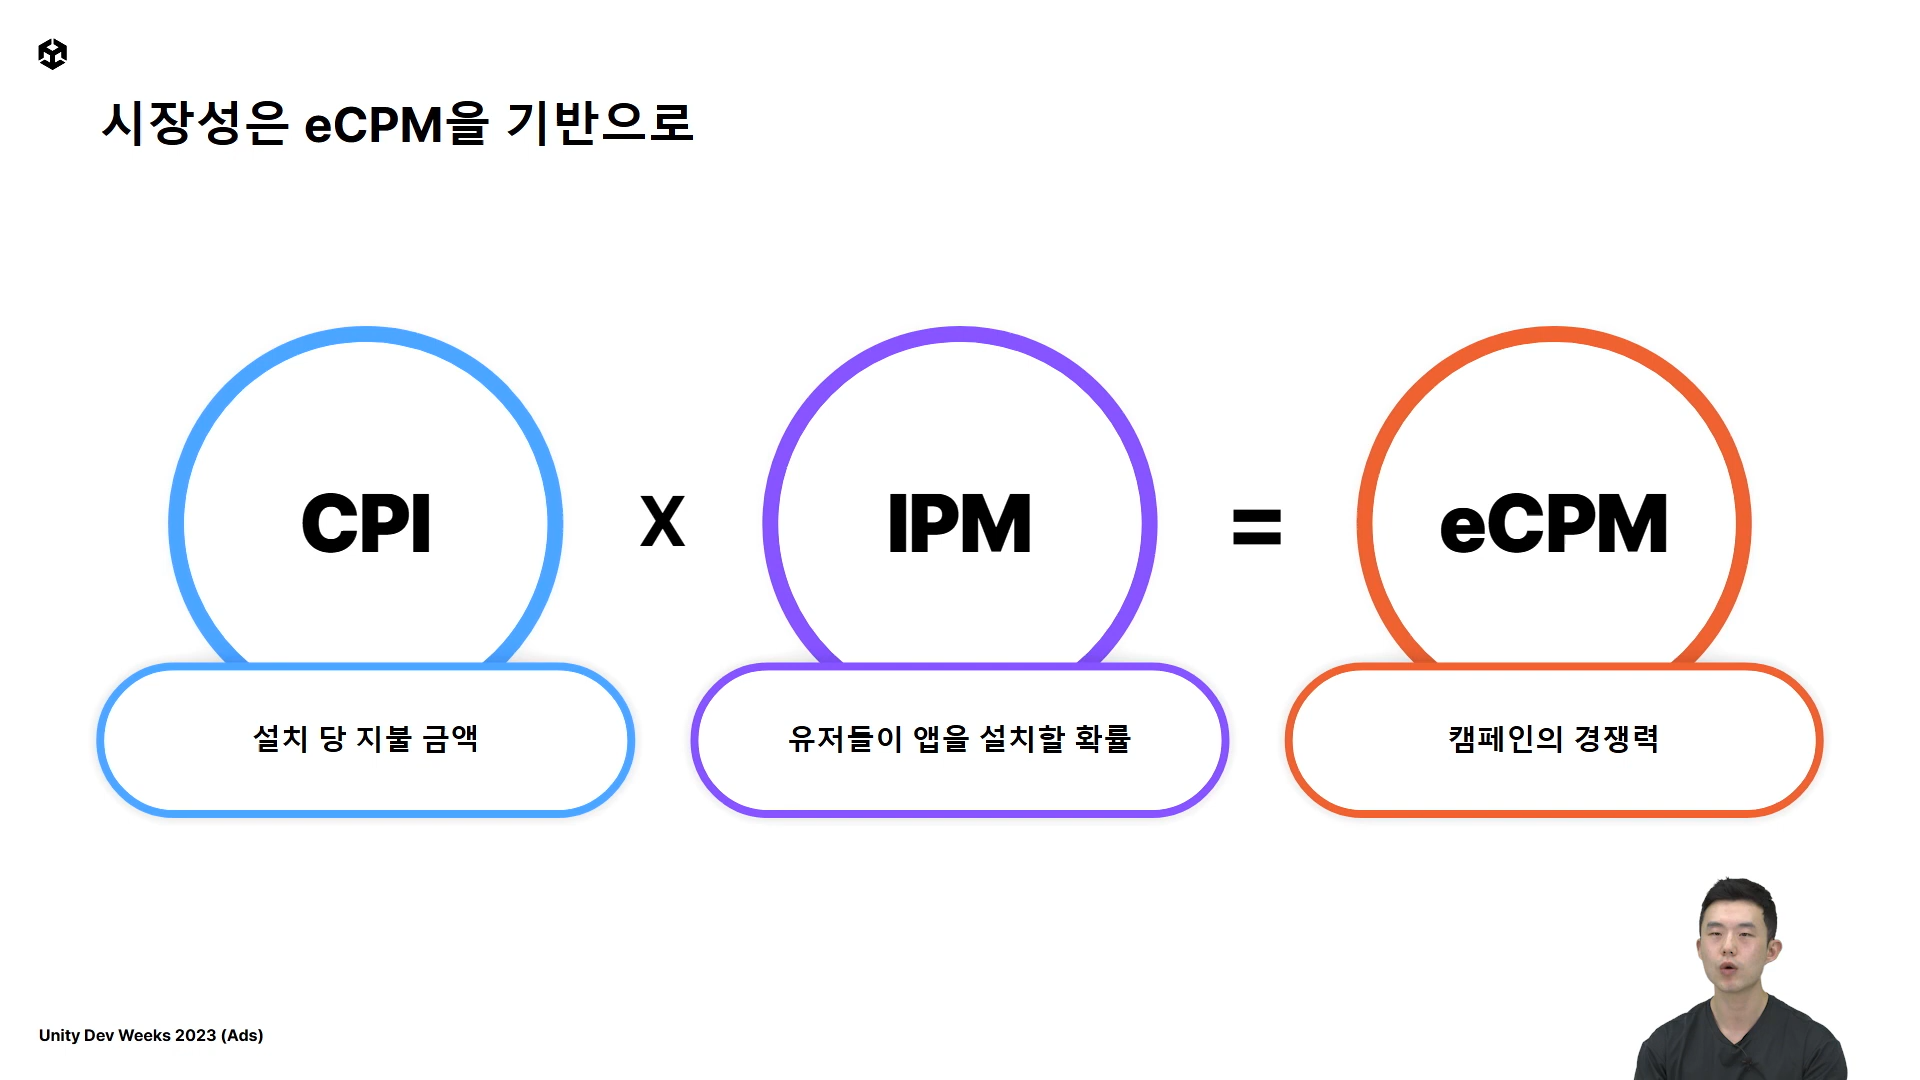 시장성은 eCPM을 기반으로
CPI
X
IPM
=
eCPM
설치 당 지불 금액
유저들이 앱을 설치할 확률
캠페인의 경쟁력
Unity Dev Weeks 2023 (Ads)